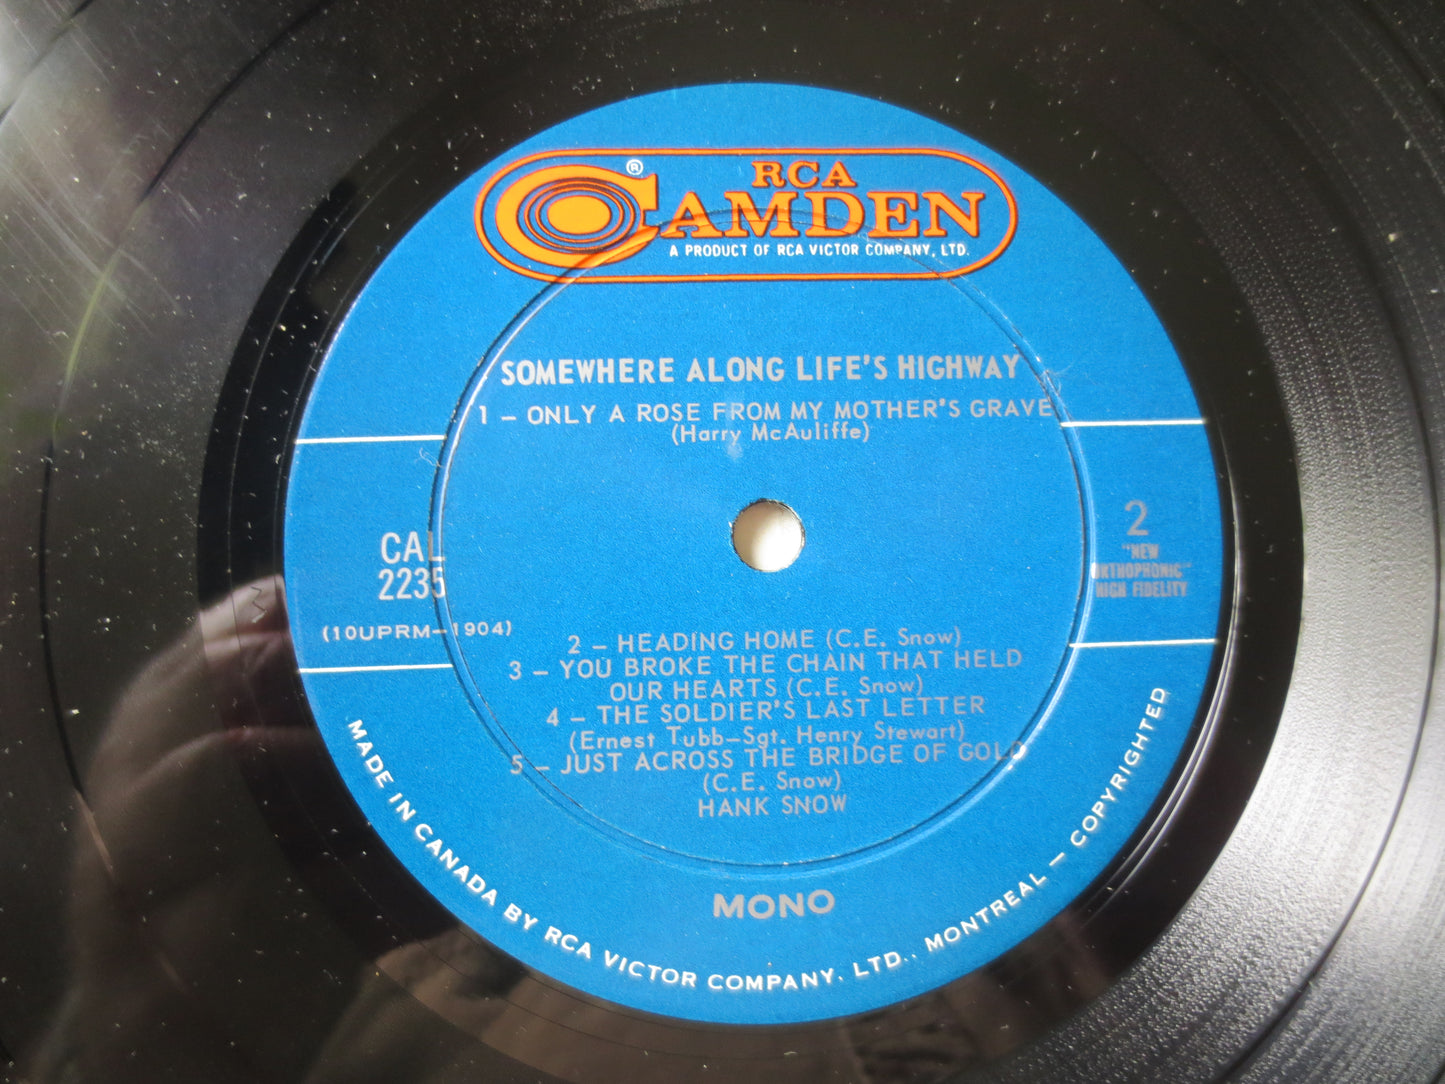 RCA
CAMDEN ®
A PRODUCT OF RCA VICTOR COMPANY, LTD.
SOMEWHERE ALONG LIFE'S HIGHWAY
1 – ONLY A ROSE FROM MY MOTHER'S GRAVE
(Harry McAuliffe)
CAL
2235
(10UPRM–1904)
2
"NEW
ORTHOPHONIC"
HIGH FIDELITY
2 – HEADING HOME (C.E. Snow)
3 – YOU BROKE THE CHAIN THAT HELD
OUR HEARTS (C.E. Snow)
4 – THE SOLDIER'S LAST LETTER
(Ernest Tubb–Sgt. Henry Stewart)
5 – JUST ACROSS THE BRIDGE OF GOLD
(C.E. Snow)
HANK SNOW
MONO
MADE IN CANADA BY RCA VICTOR COMPANY, LTD., MONTREAL – COPYRIGHTED